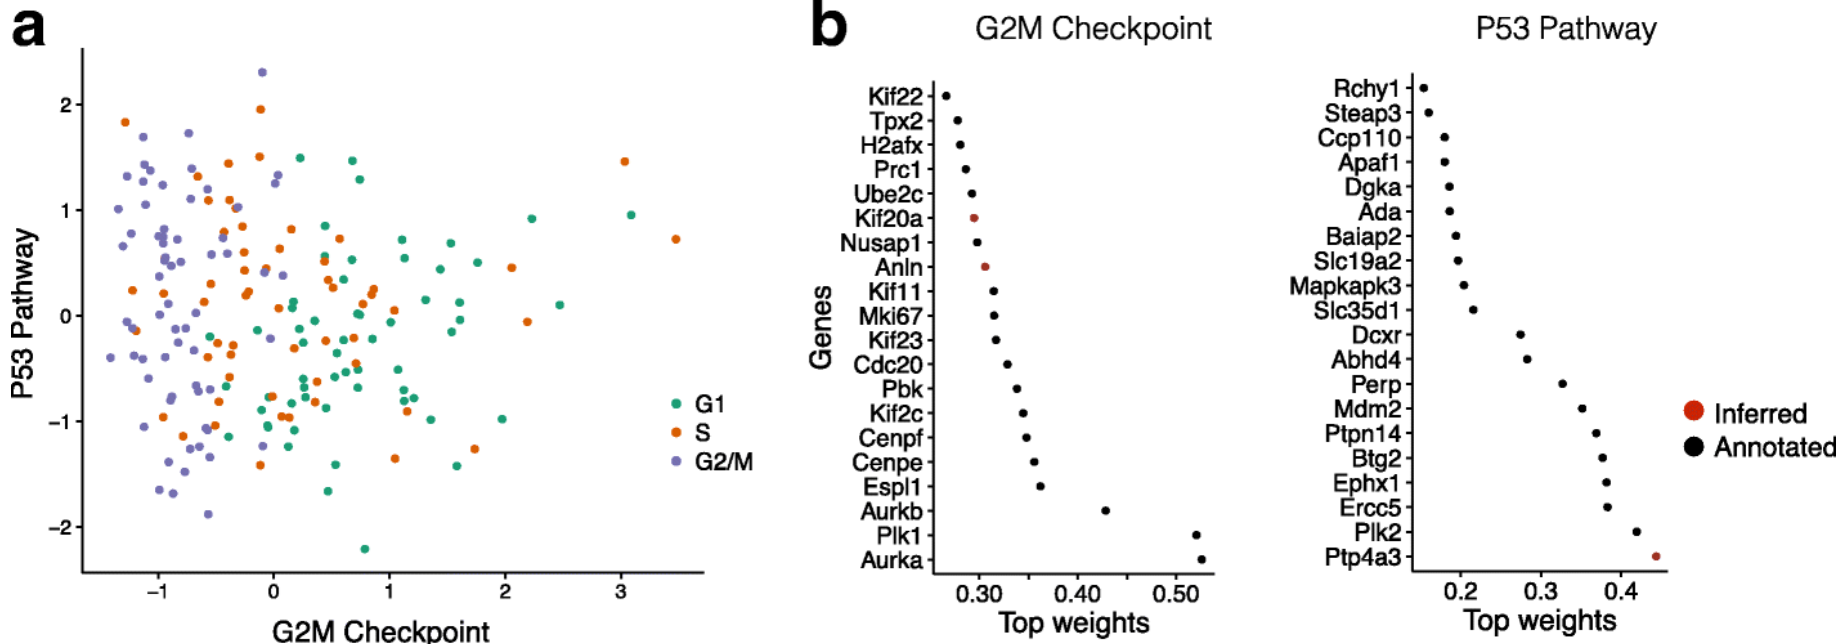 a
P53 Pathway
2
1
0
−1
−2
−1
0
1
2
3
G2M Checkpoint
G1
S
G2/M
b
G2M Checkpoint
Genes
Kif22
Tpx2
H2afx
Prc1
Ube2c
Kif20a
Nusap1
Anln
Kif11
Mki67
Kif23
Cdc20
Pbk
Kif2c
Cenpf
Cenpe
Espl1
Aurkb
Plk1
Aurka
0.30
0.40
0.50
Top weights
P53 Pathway
Rchy1
Steap3
Ccp110
Apaf1
Dgka
Ada
Baiap2
Slc19a2
Mapkapk3
Slc35d1
Dcxr
Abhd4
Perp
Mdm2
Ptpn14
Btg2
Ephx1
Ercc5
Plk2
Ptp4a3
0.2
0.3
0.4
Top weights
Inferred
Annotated